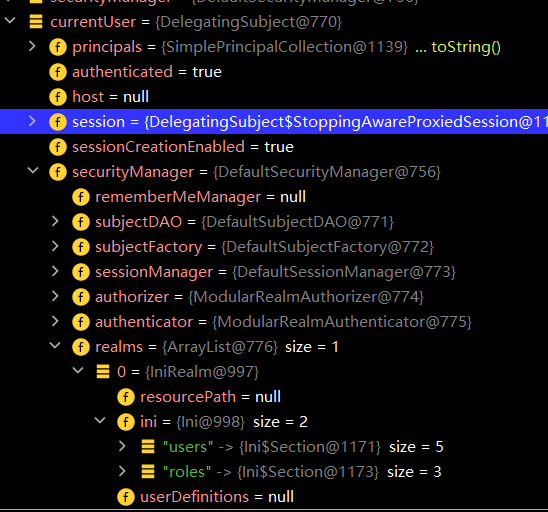 securityManager = {DefaultSecurityManager@756}
currentUser = {DelegatingSubject@770}
principals = {SimplePrincipalCollection@1139} ... toString()
authenticated = true
host = null
session = {DelegatingSubject$StoppingAwareProxiedSession@11
sessionCreationEnabled = true
securityManager = {DefaultSecurityManager@756}
rememberMeManager = null
subjectDAO = {DefaultSubjectDAO@771}
subjectFactory = {DefaultSubjectFactory@772}
sessionManager = {DefaultSessionManager@773}
authorizer = {ModularRealmAuthorizer@774}
authenticator = {ModularRealmAuthenticator@775}
realms = {ArrayList@776} size = 1
0 = {IniRealm@997}
resourcePath = null
ini = {Ini@998} size = 2
"users" -> {Ini$Section@1171} size = 5
"roles" -> {Ini$Section@1173} size = 3
userDefinitions = null